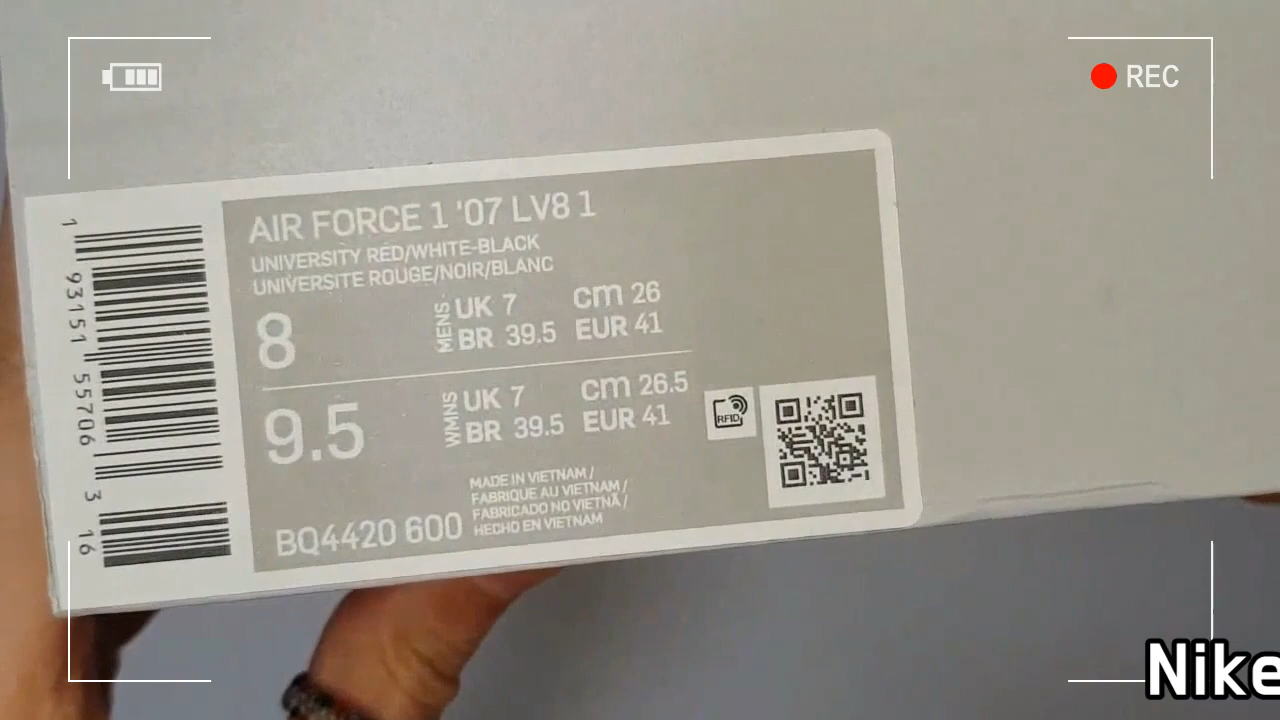 REC
AIR FORCE 1 '07 LV8 1
UNIVERSITY RED/WHITE-BLACK
UNIVERSITE ROUGE/NOIR/BLANC
8
MENS
UK 7 cm 26
BR 39.5 EUR 41
9.5
WMNS
UK 7 cm 26.5
BR 39.5 EUR 41
RFID
MADE IN VIETNAM /
FABRIQUE AU VIETNAM /
FABRICADO NO VIETNÃ /
HECHO EN VIETNAM
BQ4420 600
1 93151 55706 3 16
Nike